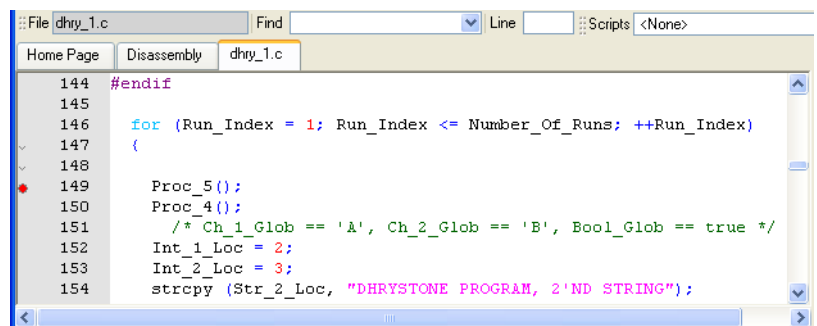 File dhry_1.c Find Line Scripts <None>
Home Page Disassembly dhry_1.c
144 #endif
145
146 for (Run_Index = 1; Run_Index <= Number_Of_Runs; ++Run_Index)
147 {
148
149 Proc_5();
150 Proc_4();
151 /* Ch_1_Glob == 'A', Ch_2_Glob == 'B', Bool_Glob == true */
152 Int_1_Loc = 2;
153 Int_2_Loc = 3;
154 strcpy (Str_2_Loc, "DHRYSTONE PROGRAM, 2'ND STRING");